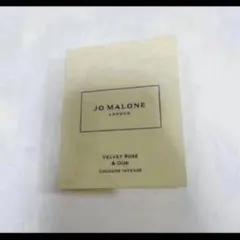 JO MALONE
LONDON
VELVET ROSE
& OUD
COLOGNE INTENSE